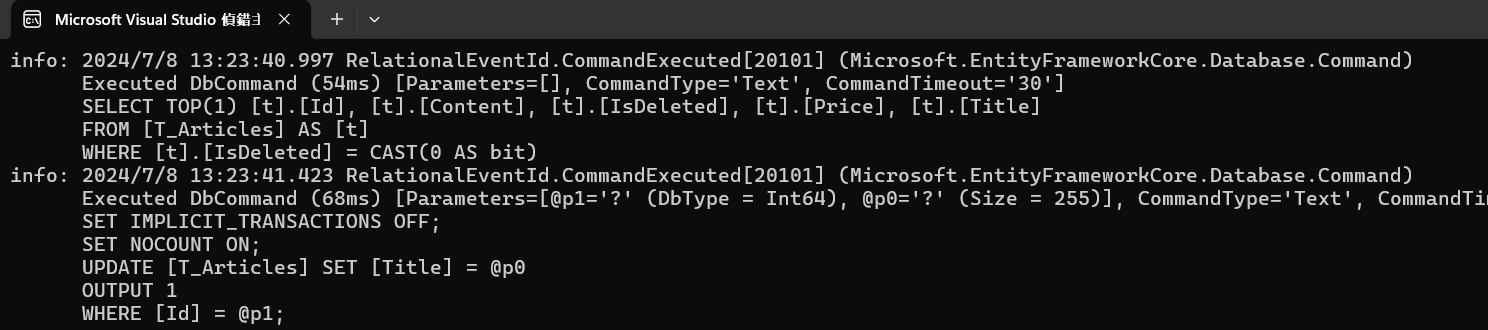 Microsoft Visual Studio 偵錯主
info: 2024/7/8 13:23:40.997 RelationalEventId.CommandExecuted[20101] (Microsoft.EntityFrameworkCore.Database.Command)
Executed DbCommand (54ms) [Parameters=[], CommandType='Text', CommandTimeout='30']
SELECT TOP(1) [t].[Id], [t].[Content], [t].[IsDeleted], [t].[Price], [t].[Title]
FROM [T_Articles] AS [t]
WHERE [t].[IsDeleted] = CAST(0 AS bit)
info: 2024/7/8 13:23:41.423 RelationalEventId.CommandExecuted[20101] (Microsoft.EntityFrameworkCore.Database.Command)
Executed DbCommand (68ms) [Parameters=[@p1='?' (DbType = Int64), @p0='?' (Size = 255)], CommandType='Text', CommandTi
SET IMPLICIT_TRANSACTIONS OFF;
SET NOCOUNT ON;
UPDATE [T_Articles] SET [Title] = @p0
OUTPUT 1
WHERE [Id] = @p1;